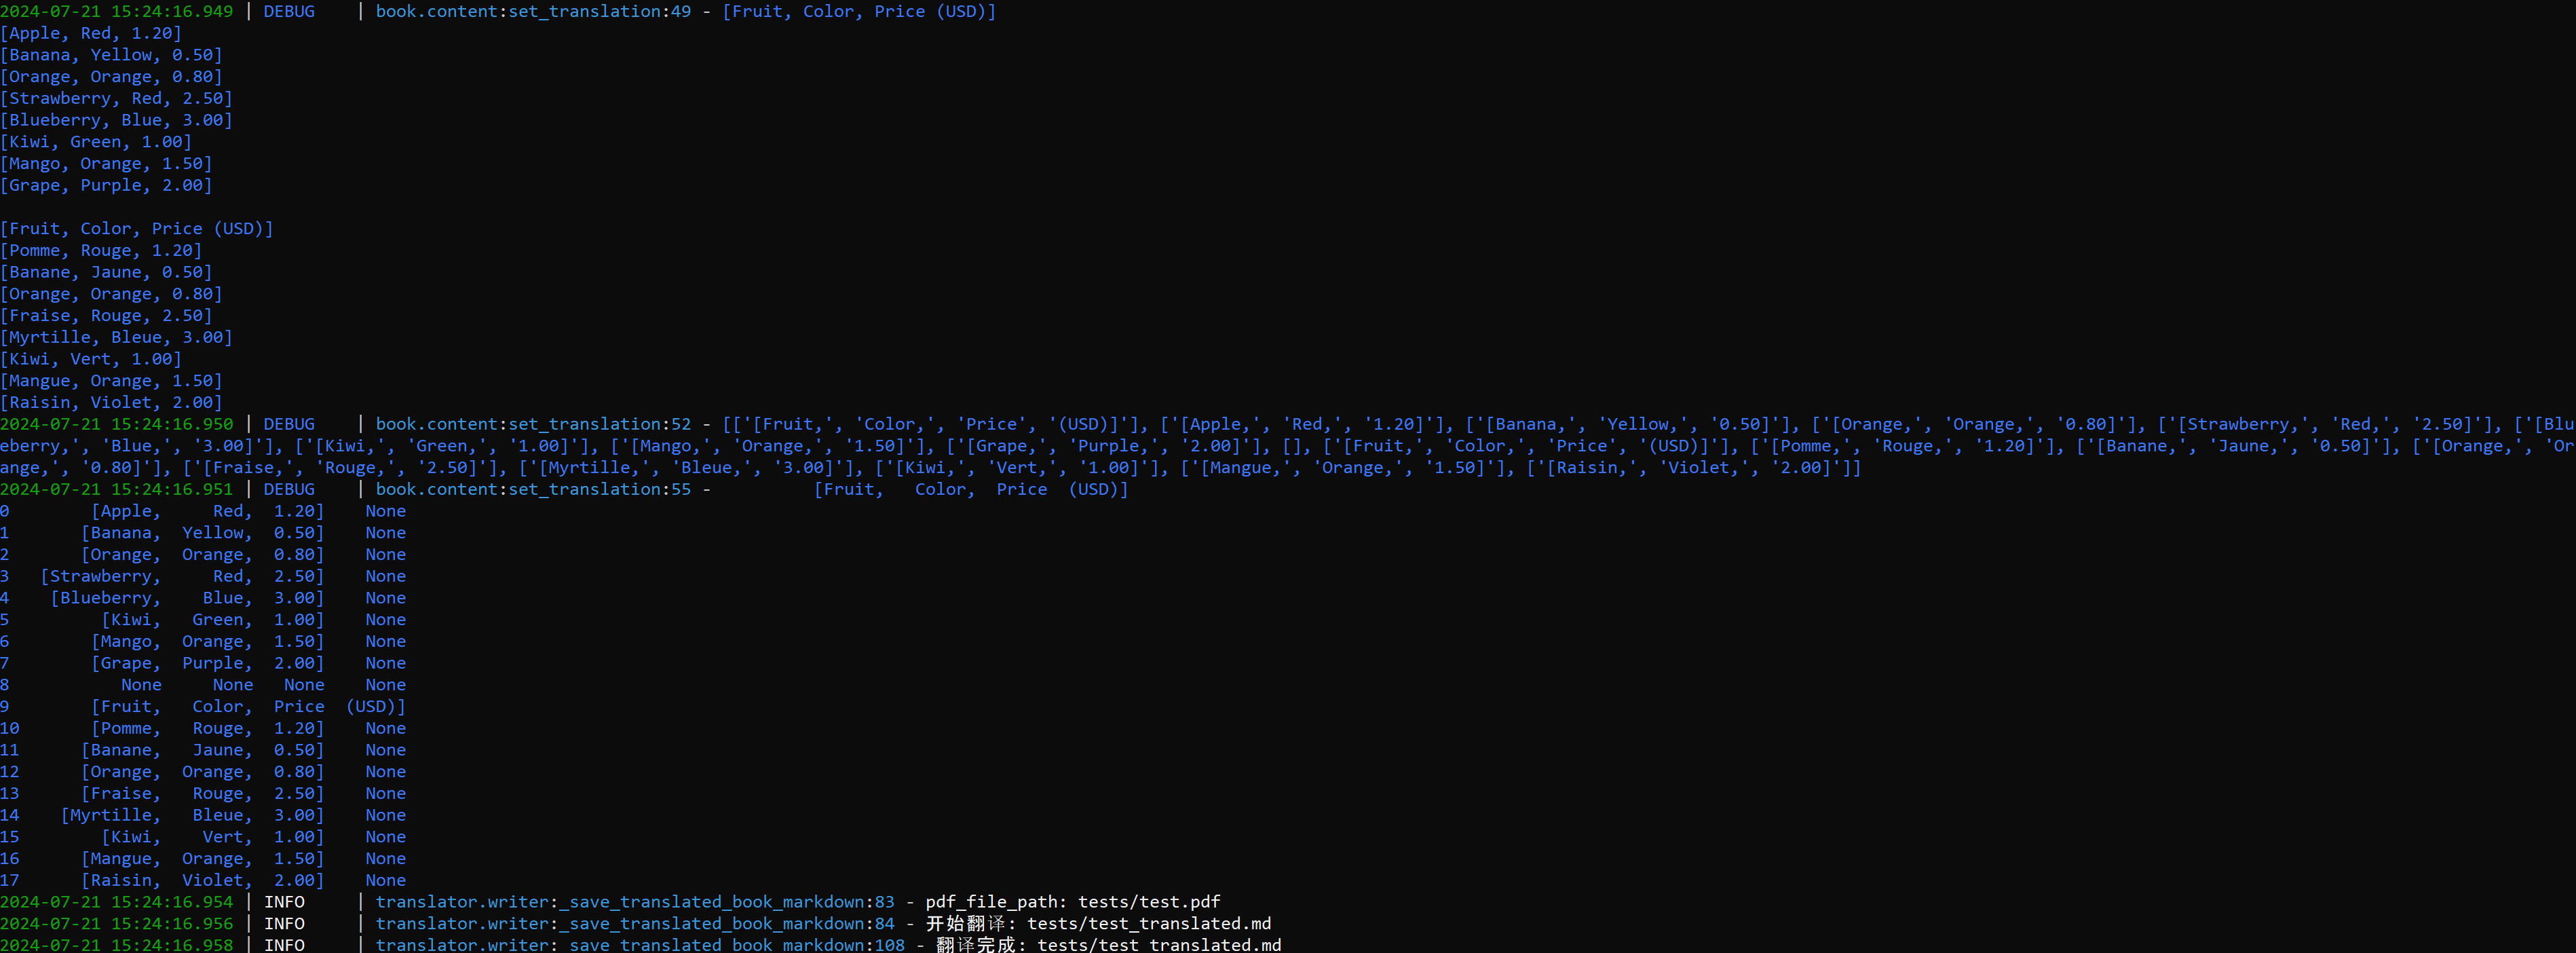 2024-07-21 15:24:16.949 | DEBUG    | book.content:set_translation:49 - [Fruit, Color, Price (USD)]
[Apple, Red, 1.20]
[Banana, Yellow, 0.50]
[Orange, Orange, 0.80]
[Strawberry, Red, 2.50]
[Blueberry, Blue, 3.00]
[Kiwi, Green, 1.00]
[Mango, Orange, 1.50]
[Grape, Purple, 2.00]

[Fruit, Color, Price (USD)]
[Pomme, Rouge, 1.20]
[Banane, Jaune, 0.50]
[Orange, Orange, 0.80]
[Fraise, Rouge, 2.50]
[Myrtille, Bleue, 3.00]
[Kiwi, Vert, 1.00]
[Mangue, Orange, 1.50]
[Raisin, Violet, 2.00]
2024-07-21 15:24:16.950 | DEBUG    | book.content:set_translation:52 - [['[Fruit,', 'Color,', 'Price', '(USD)]'], ['[Apple,', 'Red,', '1.20]'], ['[Banana,', 'Yellow,', '0.50]'], ['[Orange,', 'Orange,', '0.80]'], ['[Strawberry,', 'Red,', '2.50]'], ['[Blu
eberry,', 'Blue,', '3.00]'], ['[Kiwi,', 'Green,', '1.00]'], ['[Mango,', 'Orange,', '1.50]'], ['[Grape,', 'Purple,', '2.00]'], [], ['[Fruit,', 'Color,', 'Price', '(USD)]'], ['[Pomme,', 'Rouge,', '1.20]'], ['[Banane,', 'Jaune,', '0.50]'], ['[Orange,', 'Or
ange,', '0.80]'], ['[Fraise,', 'Rouge,', '2.50]'], ['[Myrtille,', 'Bleue,', '3.00]'], ['[Kiwi,', 'Vert,', '1.00]'], ['[Mangue,', 'Orange,', '1.50]'], ['[Raisin,', 'Violet,', '2.00]']]
2024-07-21 15:24:16.951 | DEBUG    | book.content:set_translation:55 -          [Fruit,   Color,  Price  (USD)]
0        [Apple,     Red,  1.20]    None
1       [Banana,  Yellow,  0.50]    None
2       [Orange,  Orange,  0.80]    None
3   [Strawberry,     Red,  2.50]    None
4    [Blueberry,    Blue,  3.00]    None
5         [Kiwi,   Green,  1.00]    None
6        [Mango,  Orange,  1.50]    None
7        [Grape,  Purple,  2.00]    None
8           None     None   None    None
9        [Fruit,   Color,  Price  (USD)]
10       [Pomme,   Rouge,  1.20]    None
11      [Banane,   Jaune,  0.50]    None
12      [Orange,  Orange,  0.80]    None
13      [Fraise,   Rouge,  2.50]    None
14    [Myrtille,   Bleue,  3.00]    None
15        [Kiwi,    Vert,  1.00]    None
16      [Mangue,  Orange,  1.50]    None
17      [Raisin,  Violet,  2.00]    None
2024-07-21 15:24:16.954 | INFO     | translator.writer:_save_translated_book_markdown:83 - pdf_file_path: tests/test.pdf
2024-07-21 15:24:16.956 | INFO     | translator.writer:_save_translated_book_markdown:84 - 开始翻译: tests/test_translated.md
2024-07-21 15:24:16.958 | INFO     | translator.writer:_save_translated_book_markdown:108 - 翻译完成: tests/test_translated.md